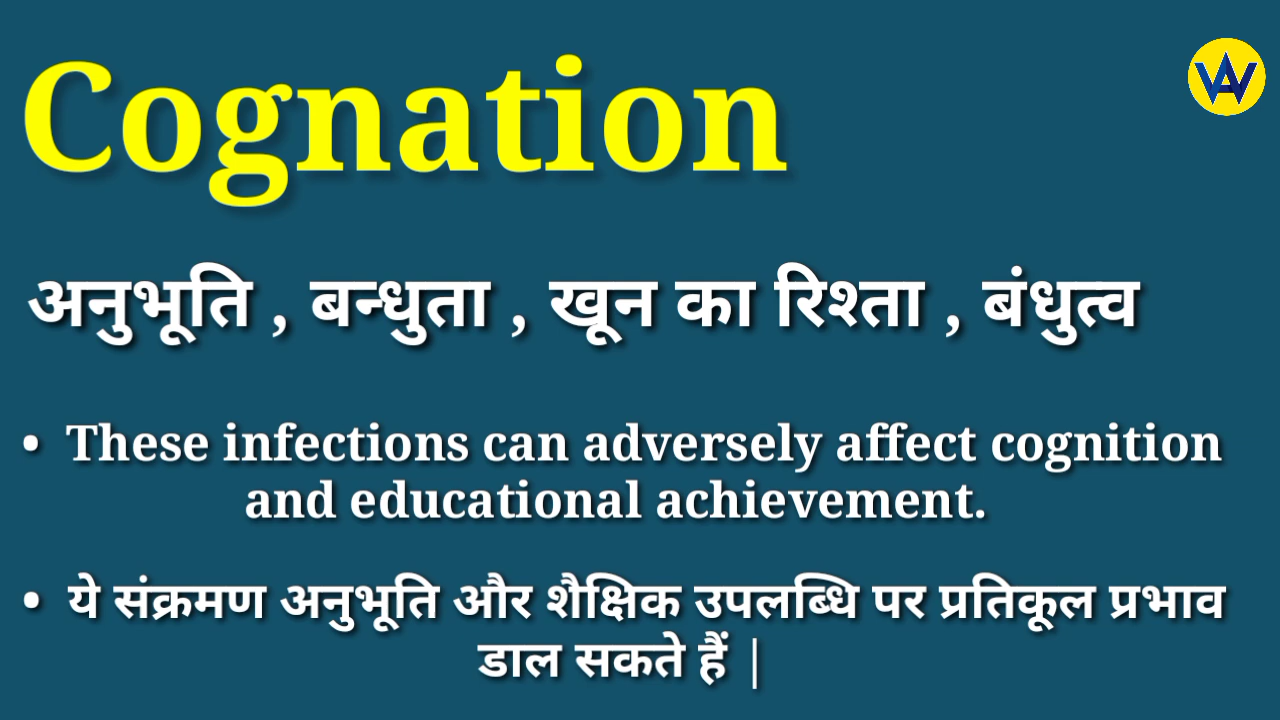 Cognation
अनुभूति , बन्धुता , खून का रिश्ता , बंधुत्व
• These infections can adversely affect cognition
and educational achievement.
• ये संक्रमण अनुभूति और शैक्षिक उपलब्धि पर प्रतिकूल प्रभाव
डाल सकते हैं |